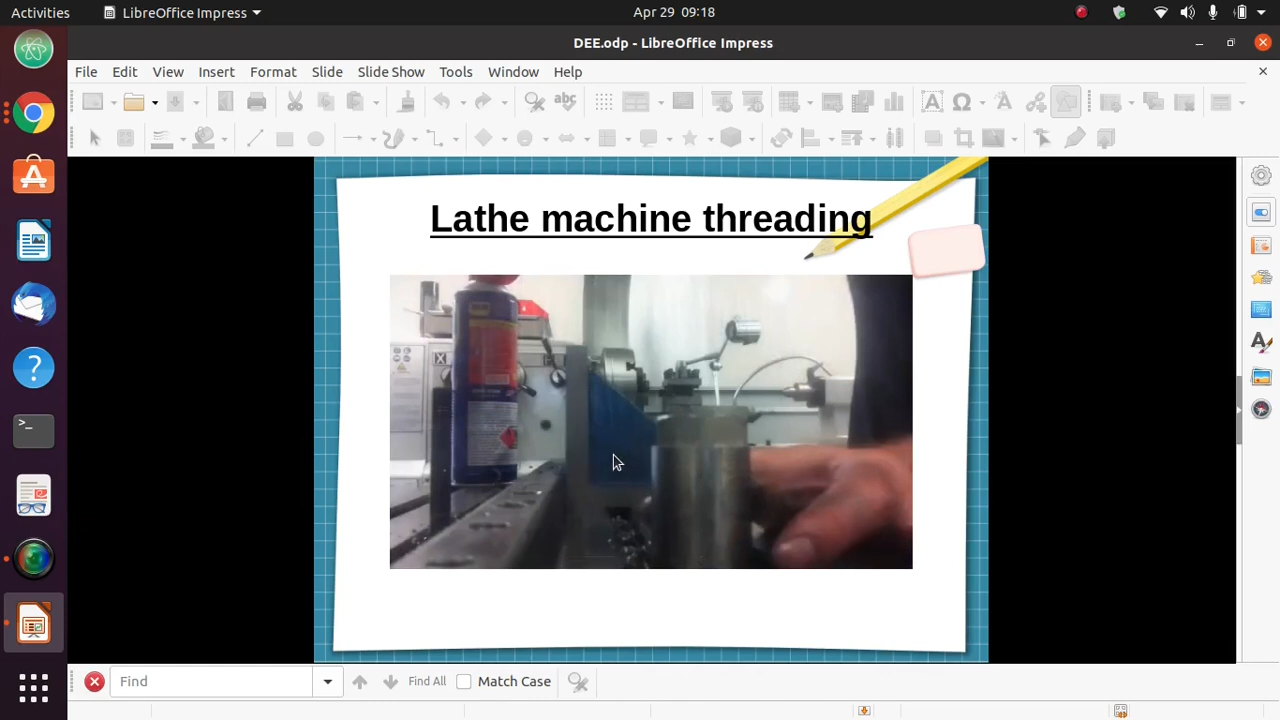 Activities
LibreOffice Impress
Apr 29 09:18
DEE.odp - LibreOffice Impress
File Edit View Insert Format Slide Slide Show Tools Window Help
Lathe machine threading
X
Find
Find All
Match Case